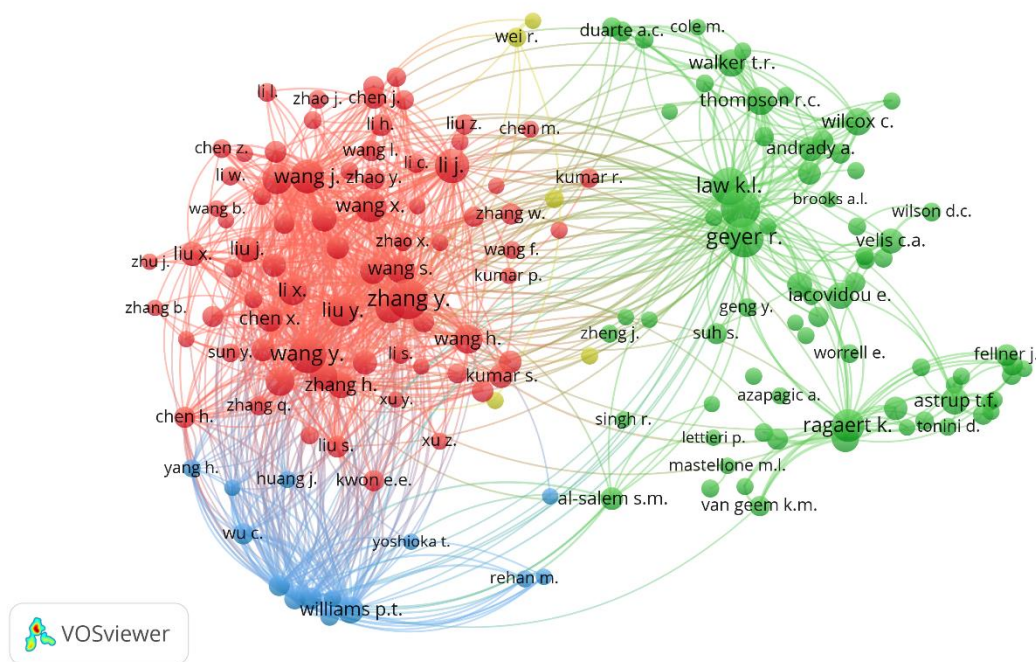 wei r.
duarte a.c.
cole m.
walker t.r.
li l.
zhao j.
chen j.
thompson r.c.
li h.
liu z.
chen m.
wilcox c.
chen z.
wang l.
andrady a.
li w.
wang j.
zhao y.
li c.
li j.
kumar r.
law k.l.
brooks a.l.
wang b.
wang x.
zhang w.
wilson d.c.
liu x.
liu j.
zhao x.
wang f.
geyer r.
velis c.a.
zhu j.
wang s.
kumar p.
li x.
zhang y.
iacovidou e.
zhang b.
chen x.
liu y.
geng y.
wang h.
zheng j.
suh s.
sun y.
wang y.
li s.
worrell e.
fellner j.
zhang h.
kumar s.
xu y.
azapagic a.
astrup t.f.
chen h.
zhang q.
singh r.
ragaert k.
tonini d.
liu s.
xu z.
lettieri p.
yang h.
huang j.
kwon e.e.
mastellone m.l.
al-salem s.m.
van geem k.m.
wu c.
yoshioka t.
rehan m.
williams p.t.
VOSviewer